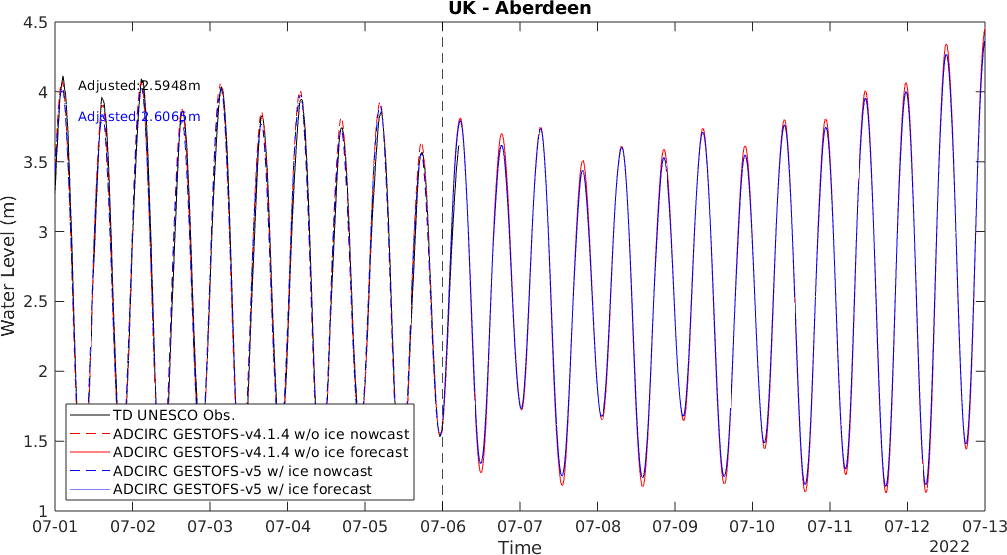 UK - Aberdeen
4.5
4
3.5
3
2.5
2
1.5
1
Water Level (m)
Adjusted:2.5948m
Adjusted:2.6065m
TD UNESCO Obs.
ADCIRC GESTOFS-v4.1.4 w/o ice nowcast
ADCIRC GESTOFS-v4.1.4 w/o ice forecast
ADCIRC GESTOFS-v5 w/ ice nowcast
ADCIRC GESTOFS-v5 w/ ice forecast
07-01 07-02 07-03 07-04 07-05 07-06 07-07 07-08 07-09 07-10 07-11 07-12 07-13
Time
2022